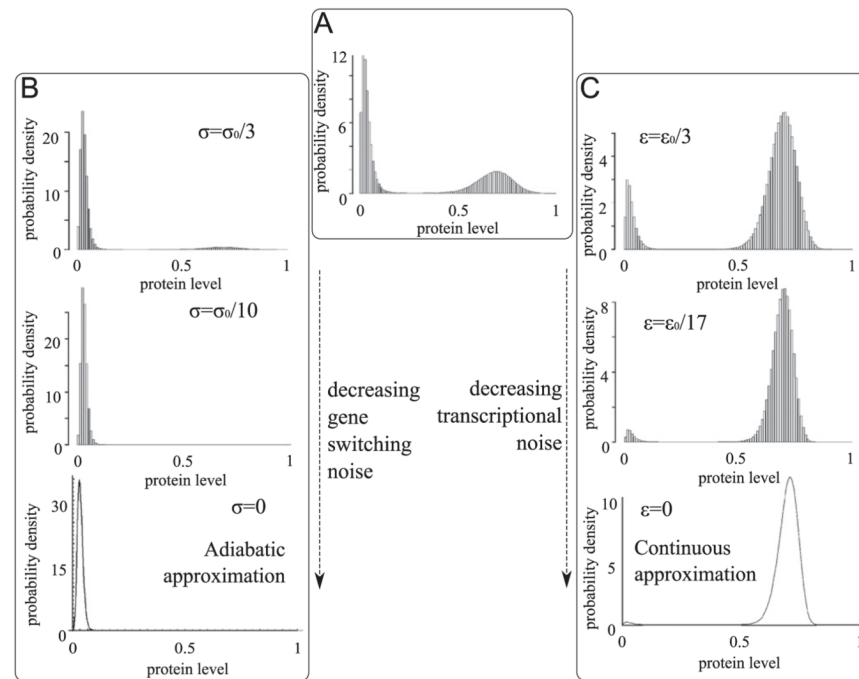 A
12
6
0
probability density
0
0.5
1
protein level
B
σ=σ₀/3
20
10
0
probability density
0
0.5
1
protein level
σ=σ₀/10
20
10
0
probability density
0
0.5
1
protein level
σ=0
Adiabatic
approximation
30
15
0
probability density
0
0.5
1
protein level
decreasing
gene
switching
noise
decreasing
transcriptional
noise
C
ε=ε₀/3
4
2
0
probability density
0
0.5
1
protein level
ε=ε₀/17
8
4
0
probability density
0
0.5
1
protein level
ε=0
Continuous
approximation
10
5
0
probability density
0
0.5
1
protein level